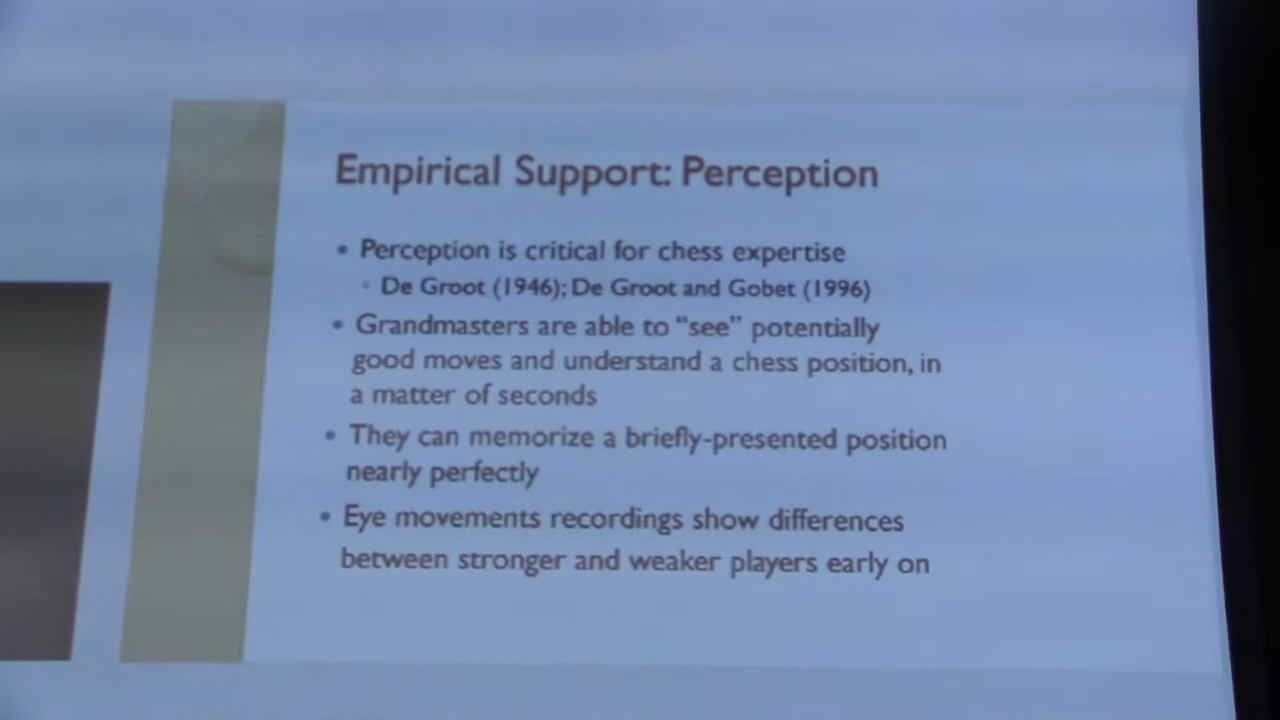 Empirical Support: Perception
• Perception is critical for chess expertise
• De Groot (1946); De Groot and Gobet (1996)
• Grandmasters are able to “see” potentially
good moves and understand a chess position, in
a matter of seconds
• They can memorize a briefly-presented position
nearly perfectly
• Eye movements recordings show differences
between stronger and weaker players early on